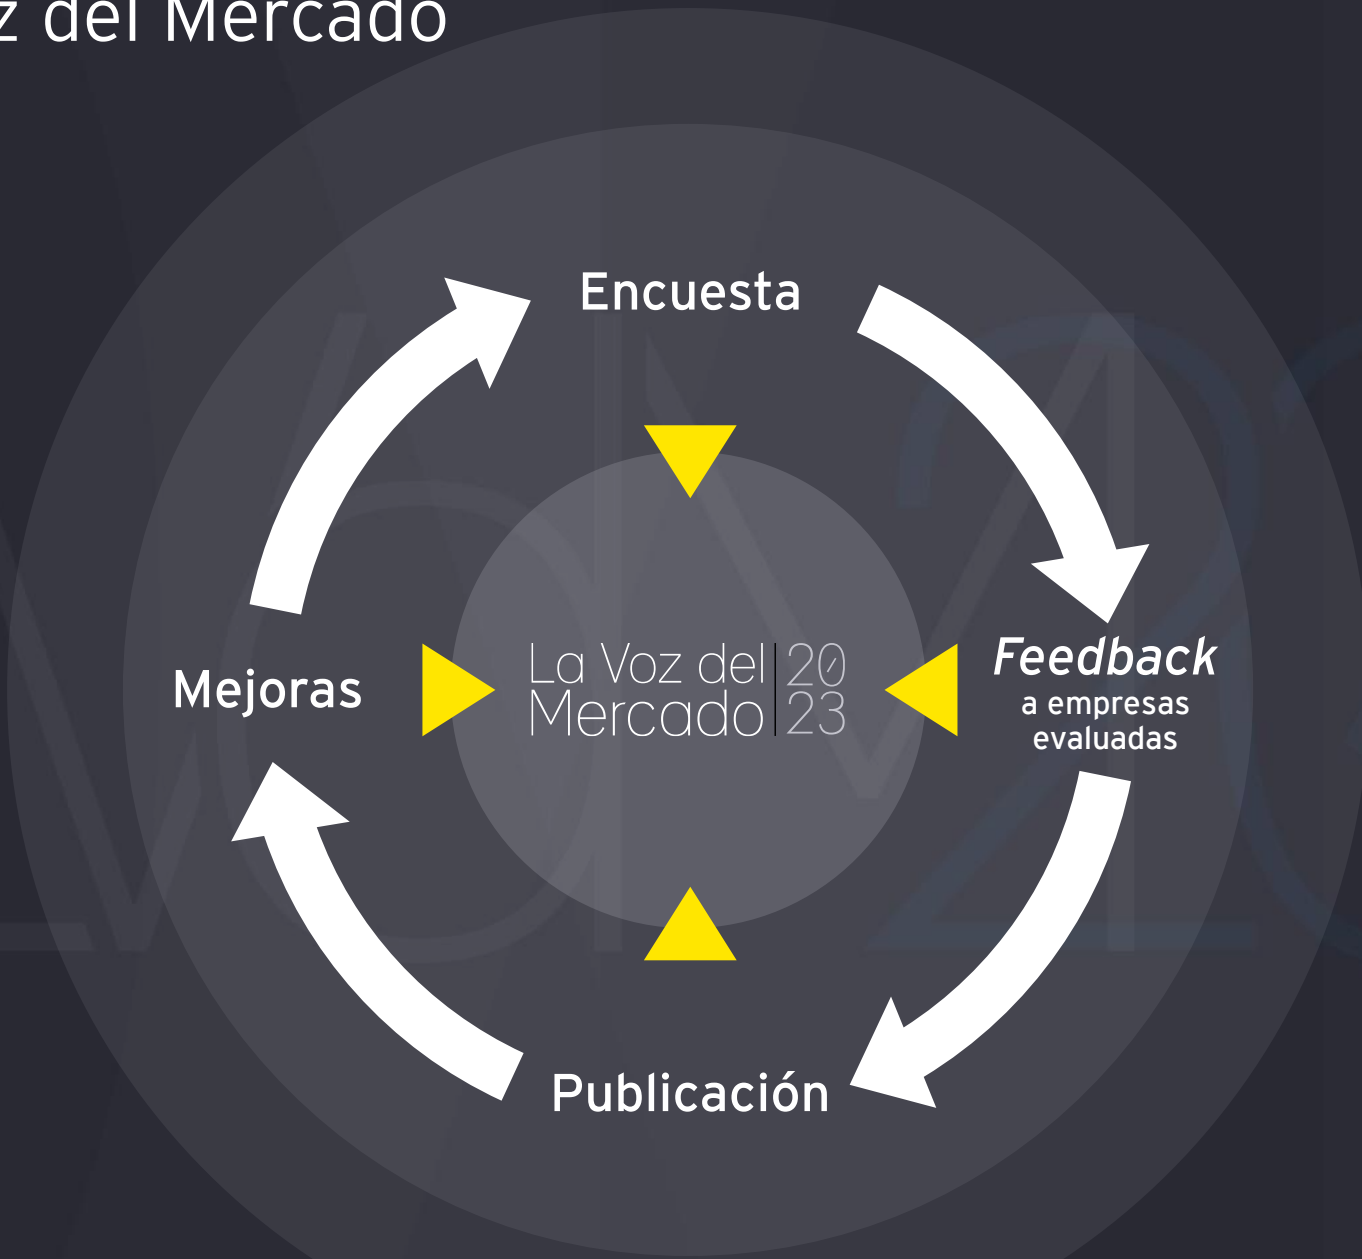 z del Mercado
Encuesta
Feedback
a empresas
evaluadas
La Voz del
Mercado
20
23
Mejoras
Publicación